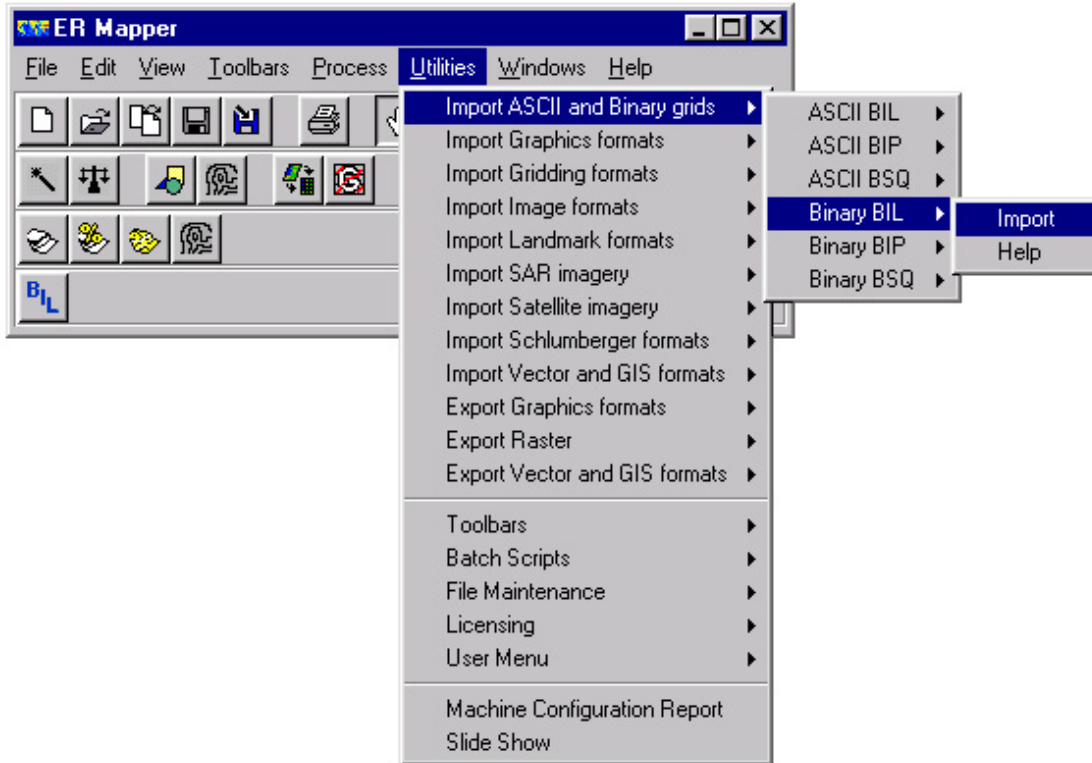 ER Mapper
File Edit View Toolbars Process Utilities Windows Help
Import ASCII and Binary grids
Import Graphics formats
Import Gridding formats
Import Image formats
Import Landmark formats
Import SAR imagery
Import Satellite imagery
Import Schlumberger formats
Import Vector and GIS formats
Export Graphics formats
Export Raster
Export Vector and GIS formats
Toolbars
Batch Scripts
File Maintenance
Licensing
User Menu
Machine Configuration Report
Slide Show
ASCII BIL
ASCII BIP
ASCII BSQ
Binary BIL
Binary BIP
Binary BSQ
Import
Help
BIL